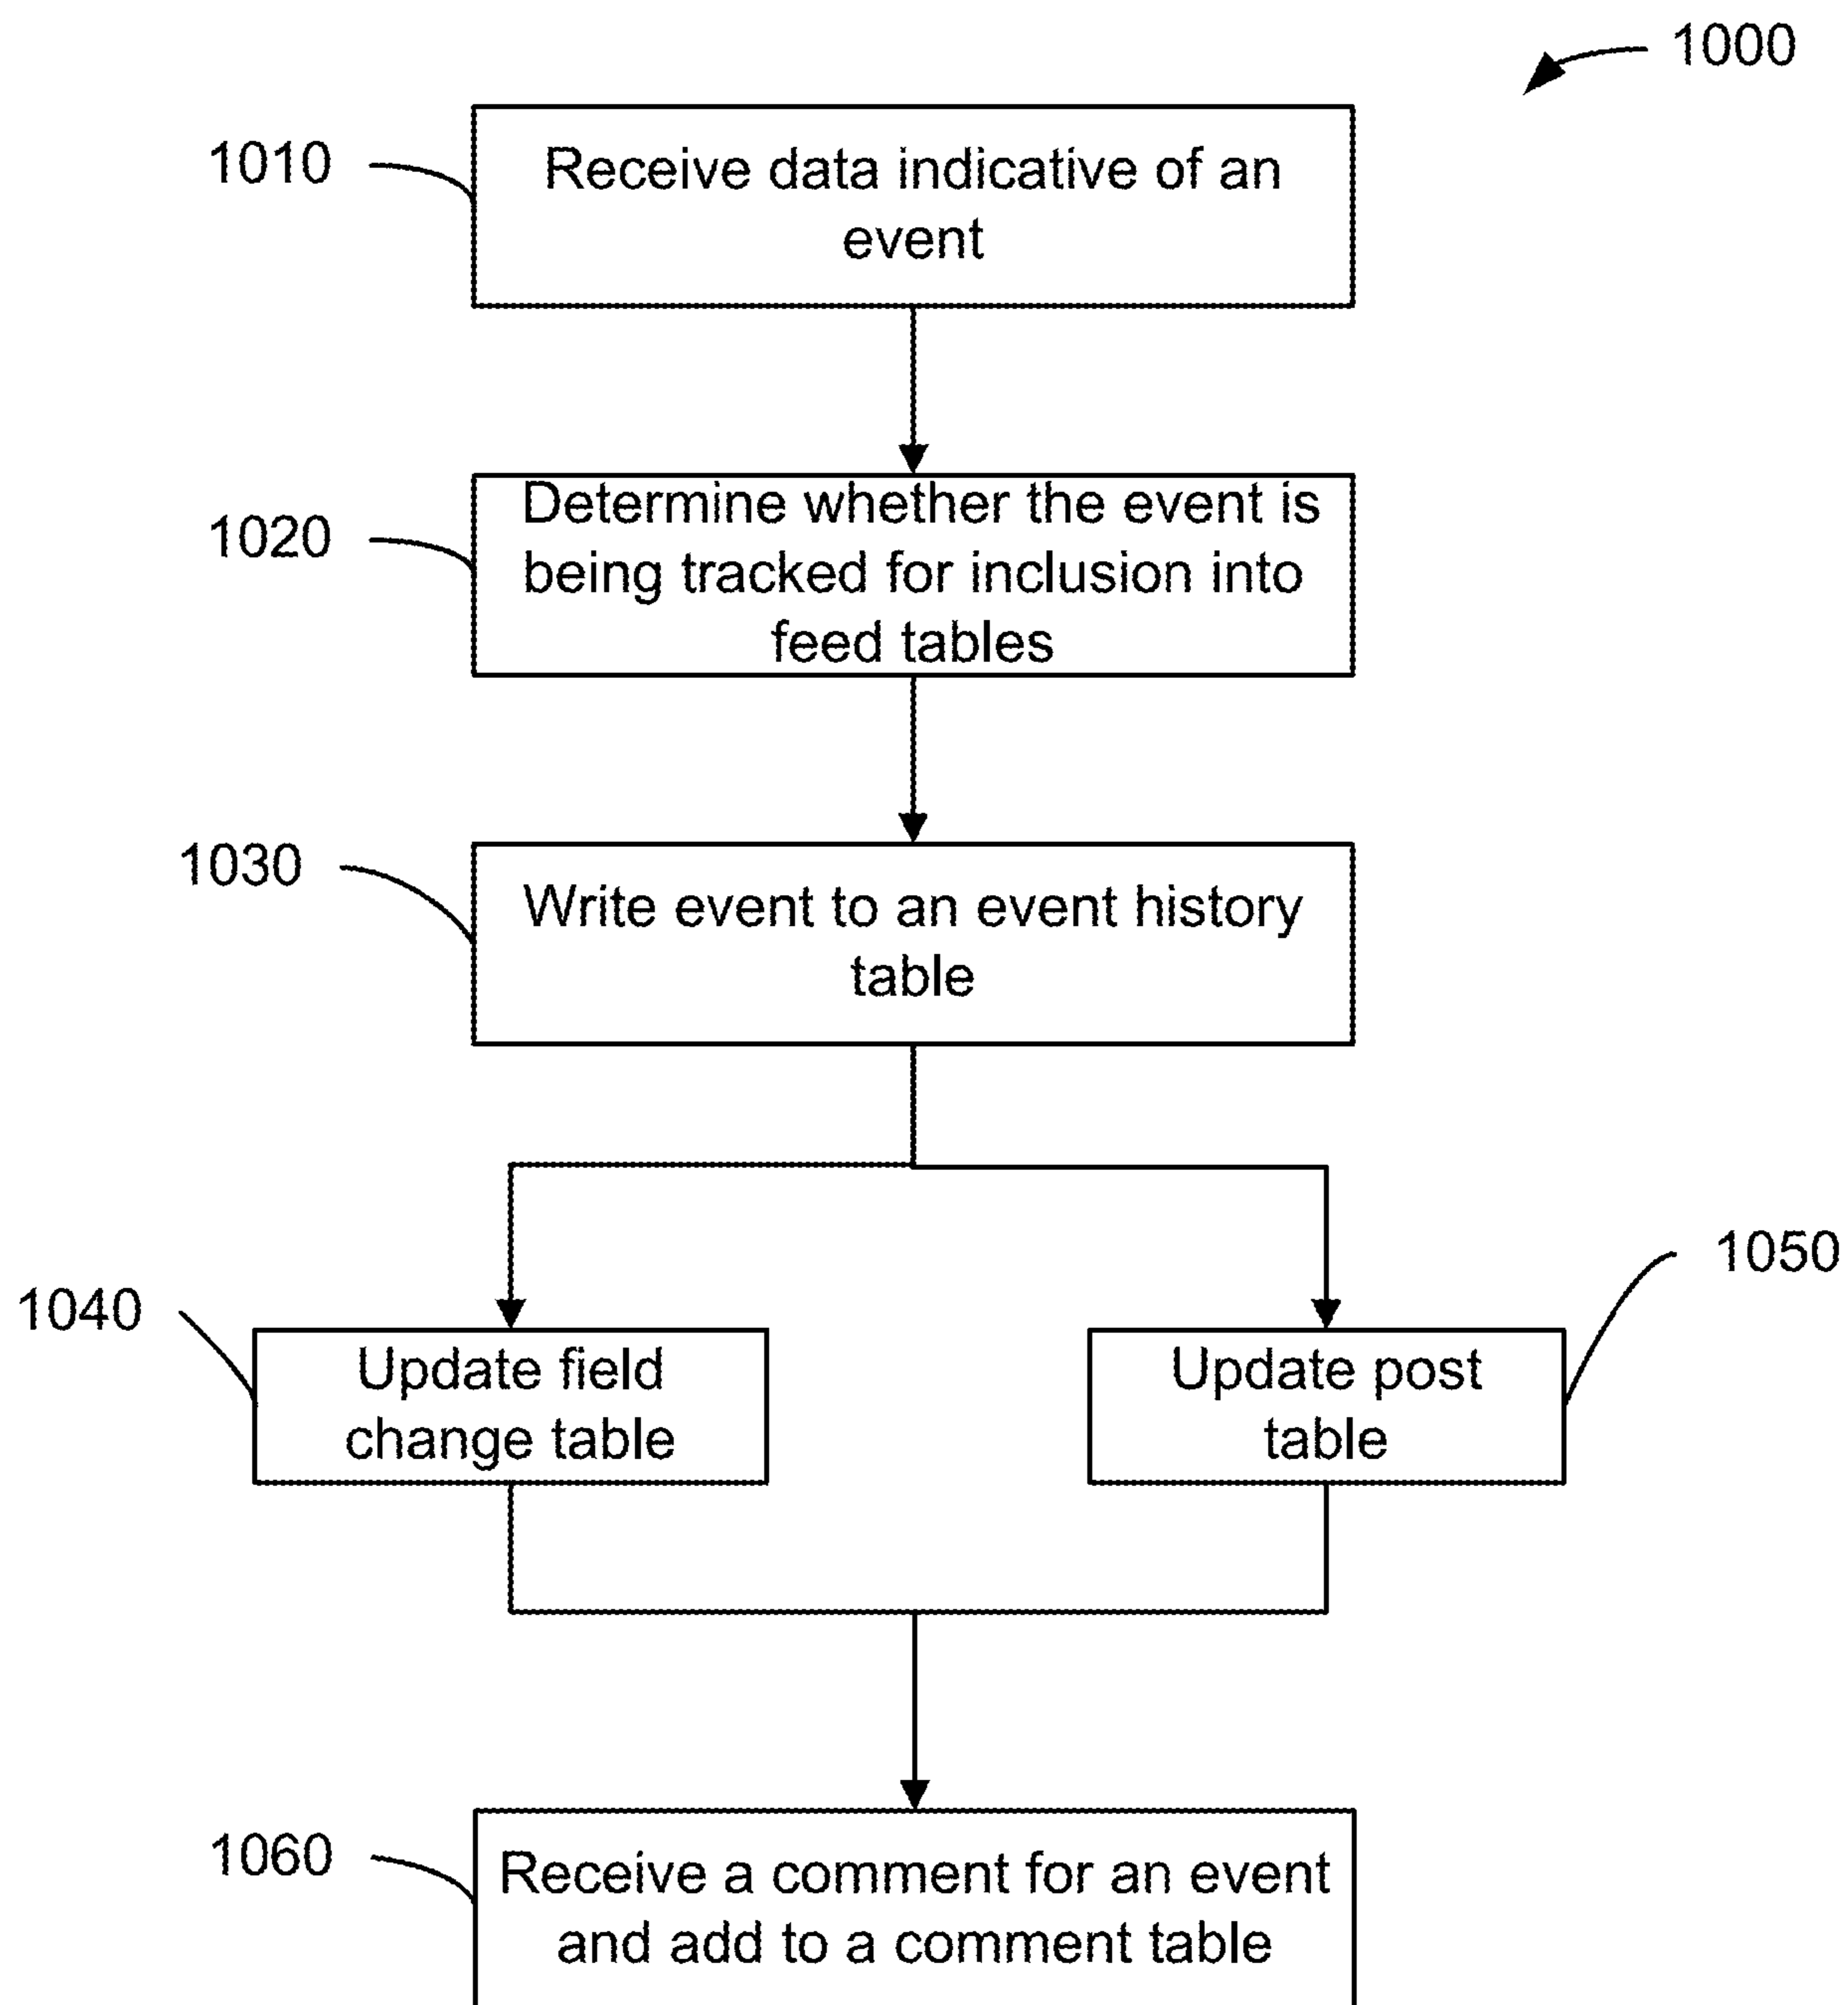 1000
1010
Receive data indicative of an
event
1020
Determine whether the event is
being tracked for inclusion into
feed tables
1030
Write event to an event history
table
1040
Update field
change table
1050
Update post
table
1060
Receive a comment for an event
and add to a comment table